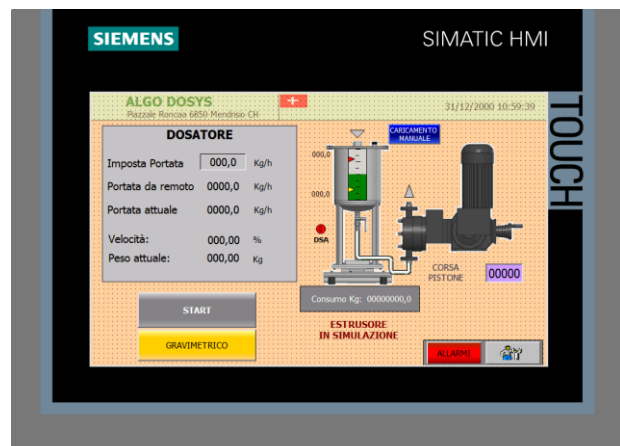 SIEMENS
SIMATIC HMI
TOUCH
ALGO DOSYS
Piazzale Roncaa 6850 Mendrisio CH
31/12/2000 10:59:39
DOSATORE
Imposta Portata 000,0 Kg/h
Portata da remoto 0000,0 Kg/h
Portata attuale 0000,0 Kg/h
Velocità: 000,00 %
Peso attuale: 000,00 Kg
CARICAMENTO
MANUALE
000,0
000,0
DSA
CORSA
PISTONE
00000
START
GRAVIMETRICO
Consumo Kg: 00000000,0
ESTRUSORE
IN SIMULAZIONE
ALLARMI